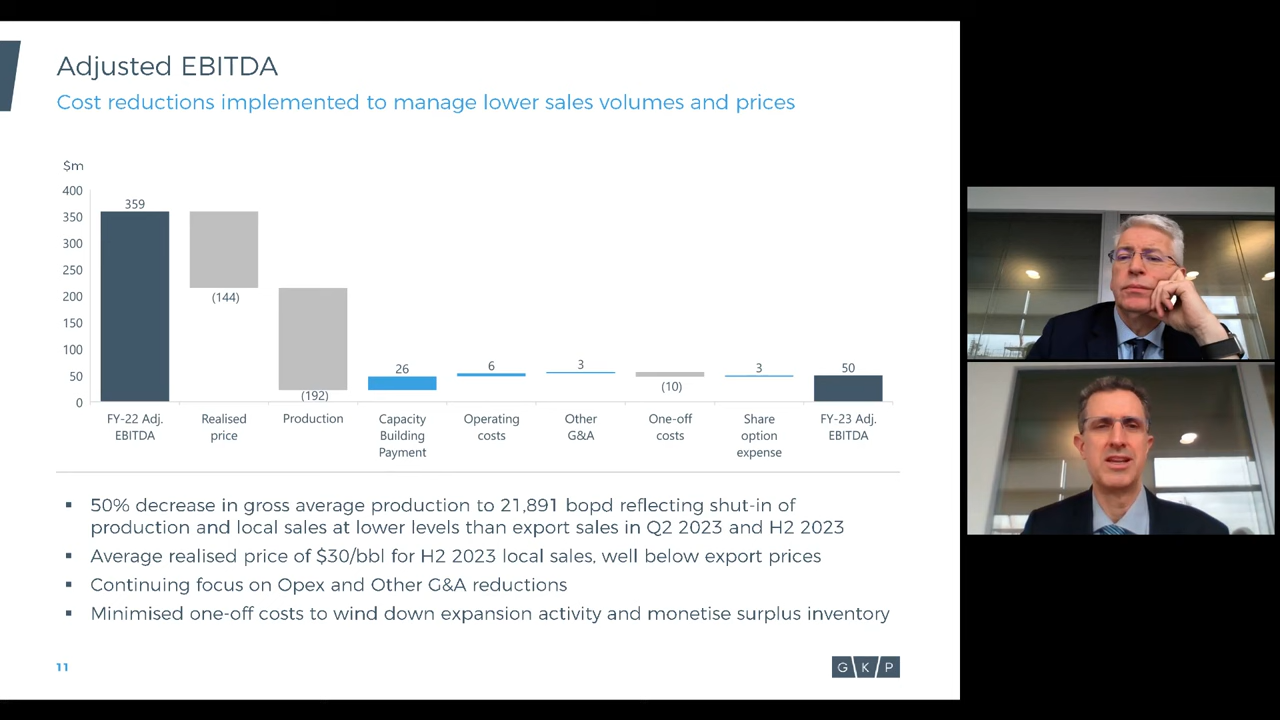 Adjusted EBITDA
Cost reductions implemented to manage lower sales volumes and prices
$m
400
350
300
250
200
150
100
50
0
359
(144)
(192)
26
6
3
(10)
3
50
FY-22 Adj.
EBITDA
Realised
price
Production
Capacity
Building
Payment
Operating
costs
Other
G&A
One-off
costs
Share
option
expense
FY-23 Adj.
EBITDA
▪ 50% decrease in gross average production to 21,891 bopd reflecting shut-in of
production and local sales at lower levels than export sales in Q2 2023 and H2 2023
▪ Average realised price of $30/bbl for H2 2023 local sales, well below export prices
▪ Continuing focus on Opex and Other G&A reductions
▪ Minimised one-off costs to wind down expansion activity and monetise surplus inventory
11
GKP